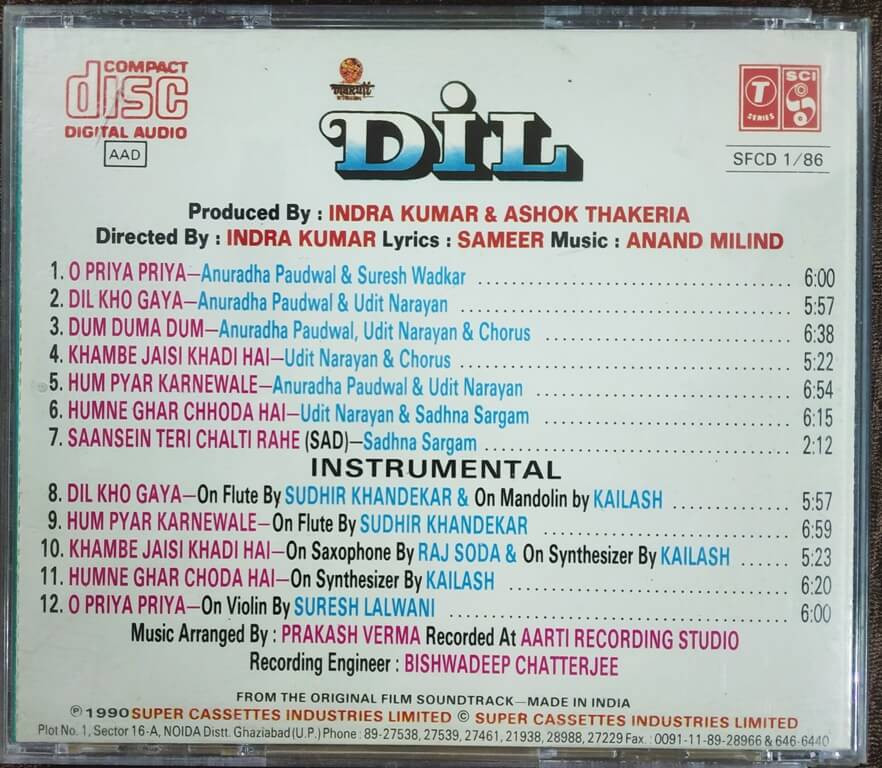 COMPACT
disc
DIGITAL AUDIO
AAD
DiL
T
SERIES
SCI
SFCD 1/86
Produced By : INDRA KUMAR & ASHOK THAKERIA
Directed By : INDRA KUMAR Lyrics : SAMEER Music : ANAND MILIND
1. O PRIYA PRIYA—Anuradha Paudwal & Suresh Wadkar 6:00
2. DIL KHO GAYA—Anuradha Paudwal & Udit Narayan 5:57
3. DUM DUMA DUM—Anuradha Paudwal, Udit Narayan & Chorus 6:38
4. KHAMBE JAISI KHADI HAI—Udit Narayan & Chorus 5:22
5. HUM PYAR KARNEWALE—Anuradha Paudwal & Udit Narayan 6:54
6. HUMNE GHAR CHHODA HAI—Udit Narayan & Sadhna Sargam 6:15
7. SAANSEIN TERI CHALTI RAHE (SAD)—Sadhna Sargam 2:12
INSTRUMENTAL
8. DIL KHO GAYA—On Flute By SUDHIR KHANDEKAR & On Mandolin by KAILASH 5:57
9. HUM PYAR KARNEWALE—On Flute By SUDHIR KHANDEKAR 6:59
10. KHAMBE JAISI KHADI HAI—On Saxophone By RAJ SODA & On Synthesizer By KAILASH 5:23
11. HUMNE GHAR CHODA HAI—On Synthesizer By KAILASH 6:20
12. O PRIYA PRIYA—On Violin By SURESH LALWANI 6:00
Music Arranged By : PRAKASH VERMA Recorded At AARTI RECORDING STUDIO
Recording Engineer : BISHWADEEP CHATTERJEE
FROM THE ORIGINAL FILM SOUNDTRACK—MADE IN INDIA
℗ 1990 SUPER CASSETTES INDUSTRIES LIMITED © SUPER CASSETTES INDUSTRIES LIMITED
Plot No. 1, Sector 16-A, NOIDA Distt. Ghaziabad (U.P.) Phone : 89-27538, 27539, 27461, 21938, 28988, 27229 Fax. : 0091-11-89-28966 & 646-6440